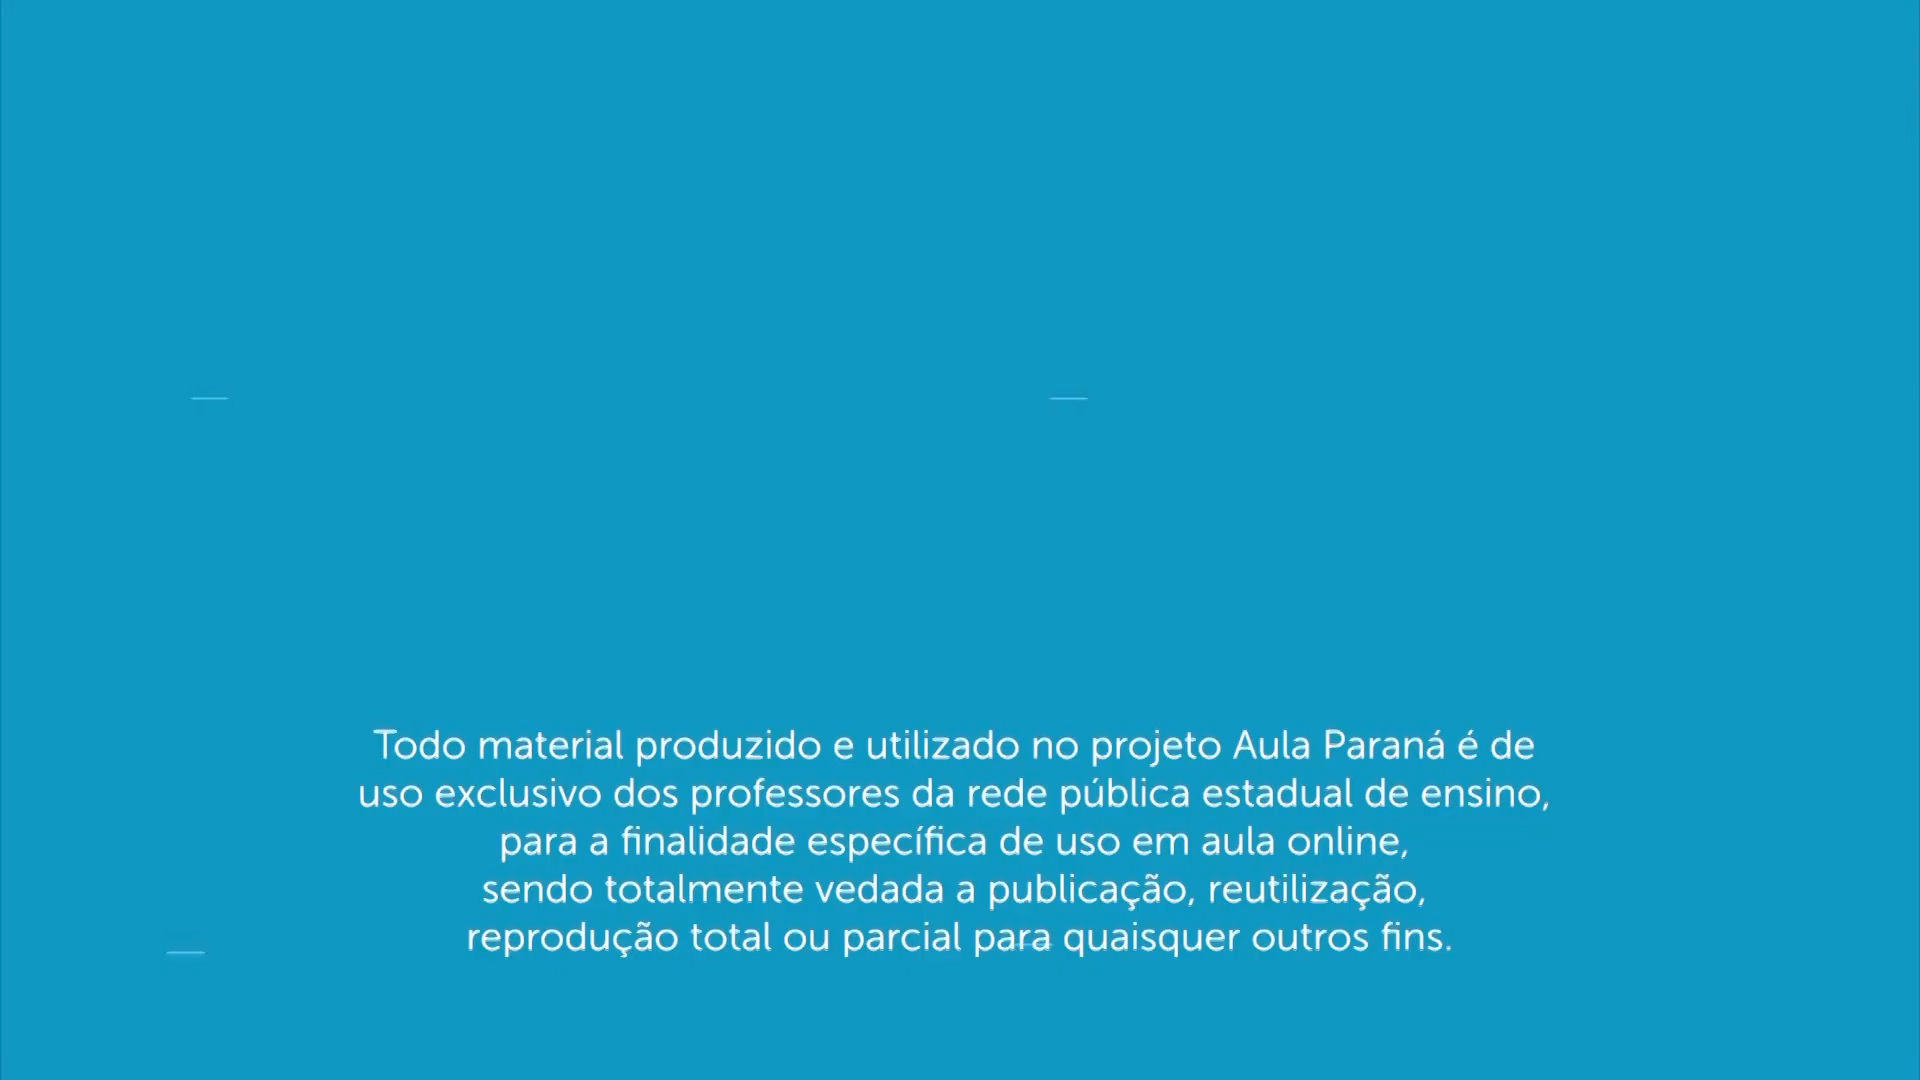 Todo material produzido e utilizado no projeto Aula Paraná é de
uso exclusivo dos professores da rede pública estadual de ensino,
para a finalidade específica de uso em aula online,
sendo totalmente vedada a publicação, reutilização,
reprodução total ou parcial para quaisquer outros fins.